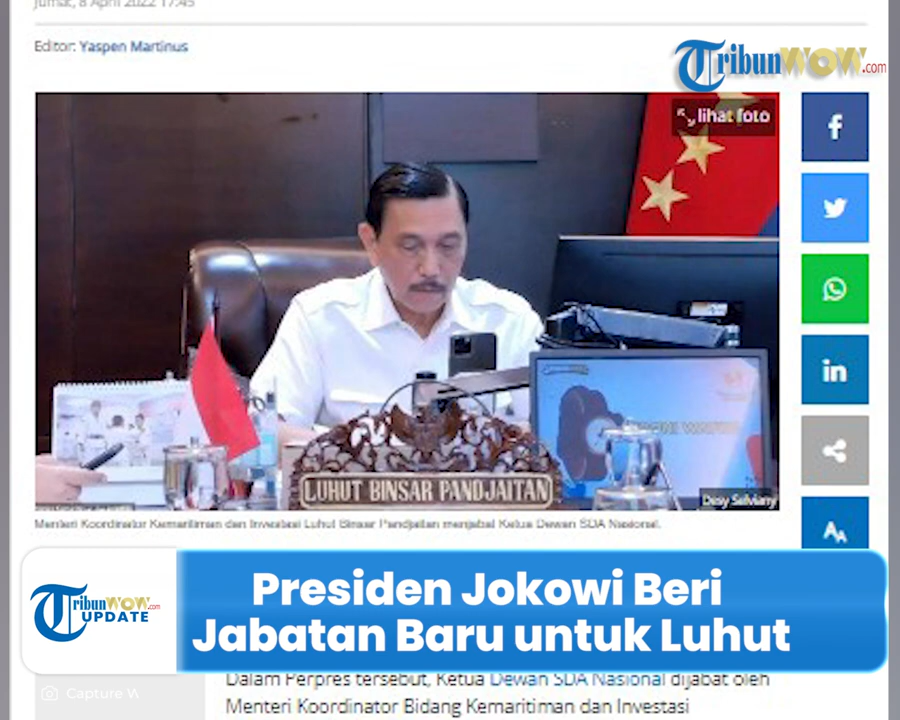 Jumat, 8 April 2022 17:45
Editor: Yaspen Martinus
TribunWOW.com
lihat foto
LUHUT BINSAR PANDJAITAN
Desy Selviany
Menteri Koordinator Kemaritiman dan Investasi Luhut Binsar Pandjaitan menjabat Ketua Dewan SDA Nasional.
AA
TribunWOW.com
UPDATE
Presiden Jokowi Beri
Jabatan Baru untuk Luhut
Capture W
Dalam Perpres tersebut, Ketua Dewan SDA Nasional dijabat oleh
Menteri Koordinator Bidang Kemaritiman dan Investasi